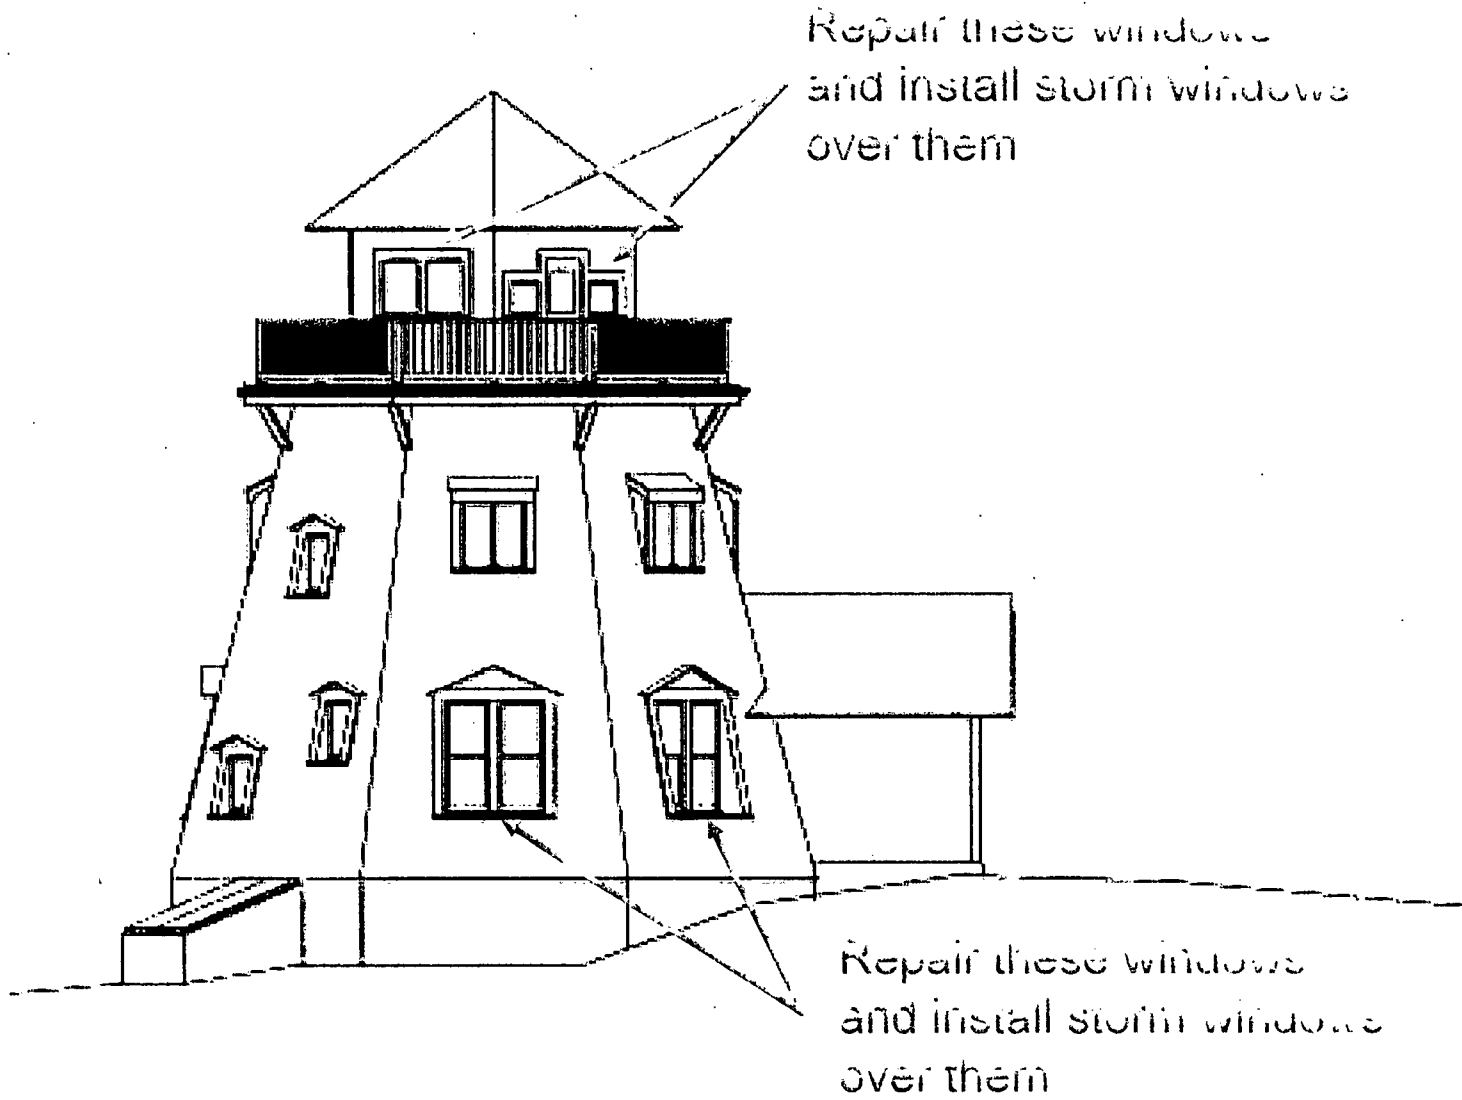 Repair these windows
and install storm windows
over them
Repair these windows
and install storm windows
over them